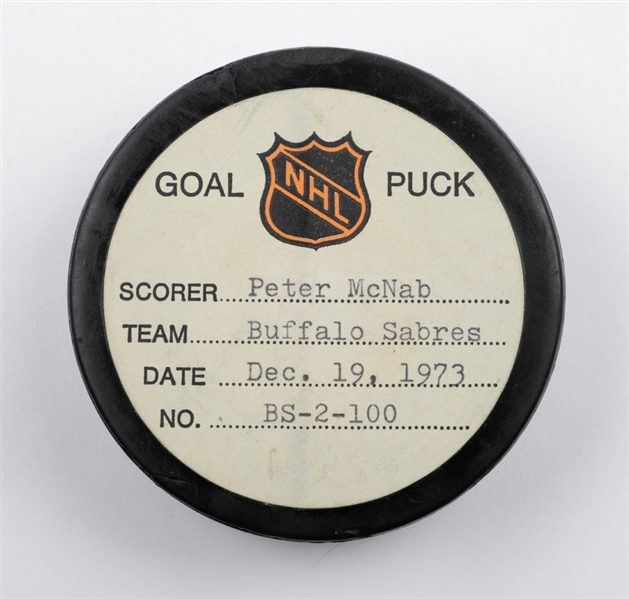 GOAL NHL PUCK
SCORER....Peter McNab..........
TEAM.......Buffalo Sabres
DATE ....Dec. 19, 1973.....
NO. .........BS-2-100...............